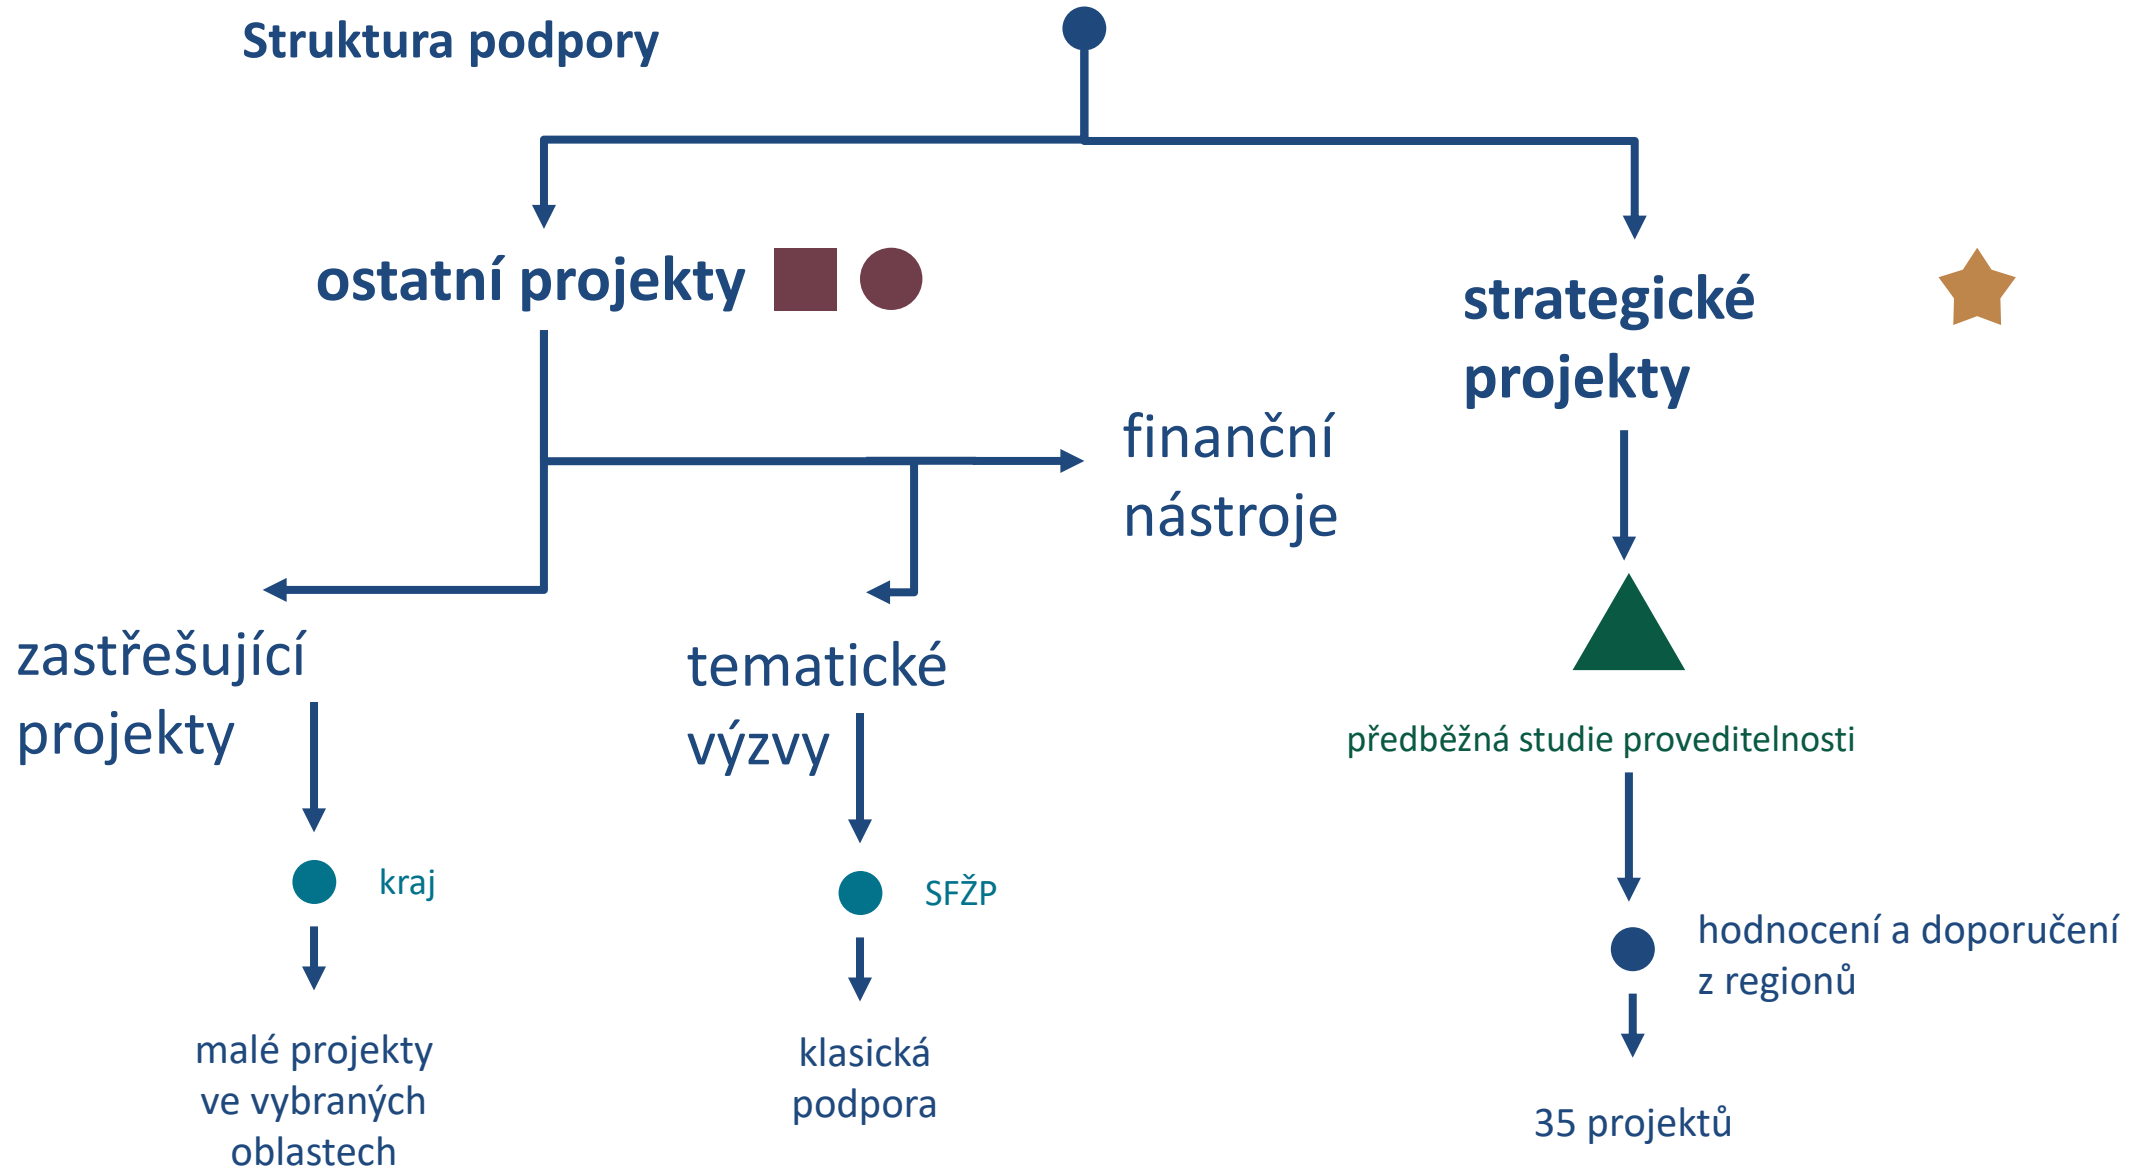 Struktura podpory
ostatní projekty
strategické
projekty
finanční
nástroje
zastřešující
projekty
tematické
výzvy
předběžná studie proveditelnosti
kraj
SFŽP
hodnocení a doporučení
z regionů
malé projekty
ve vybraných
oblastech
klasická
podpora
35 projektů